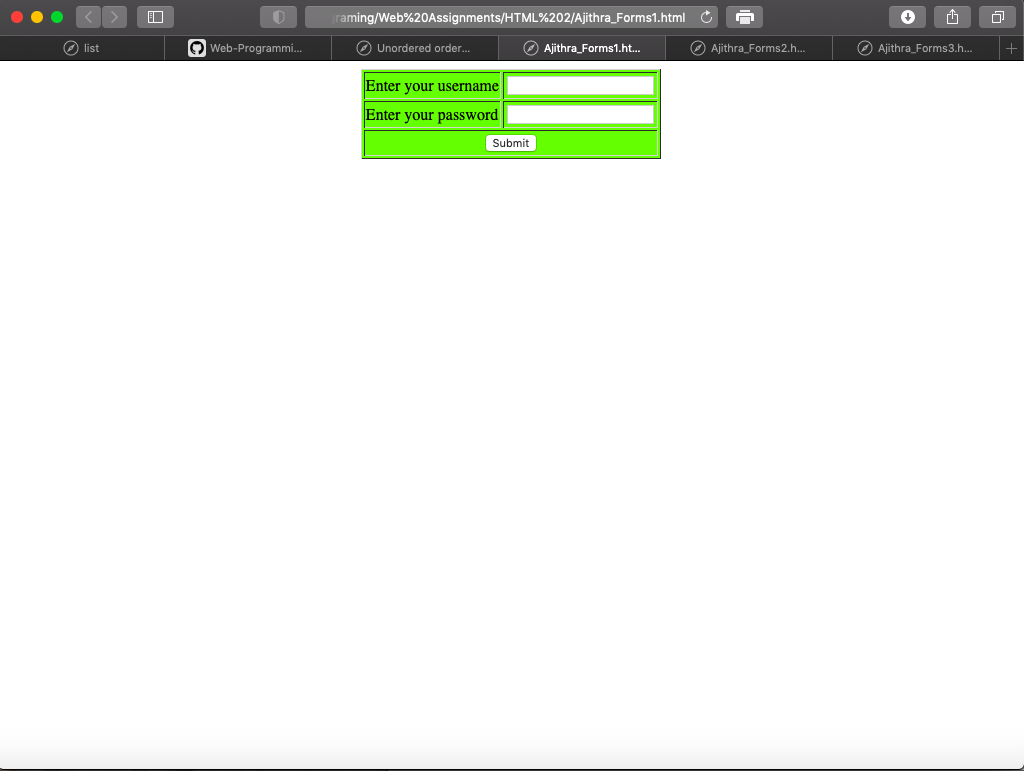 raming/Web%20Assignments/HTML%202/Ajithra_Forms1.html
list Web-Programmi... Unordered order... Ajithra_Forms1.ht... Ajithra_Forms2.h... Ajithra_Forms3.h...
Enter your username
Enter your password
Submit